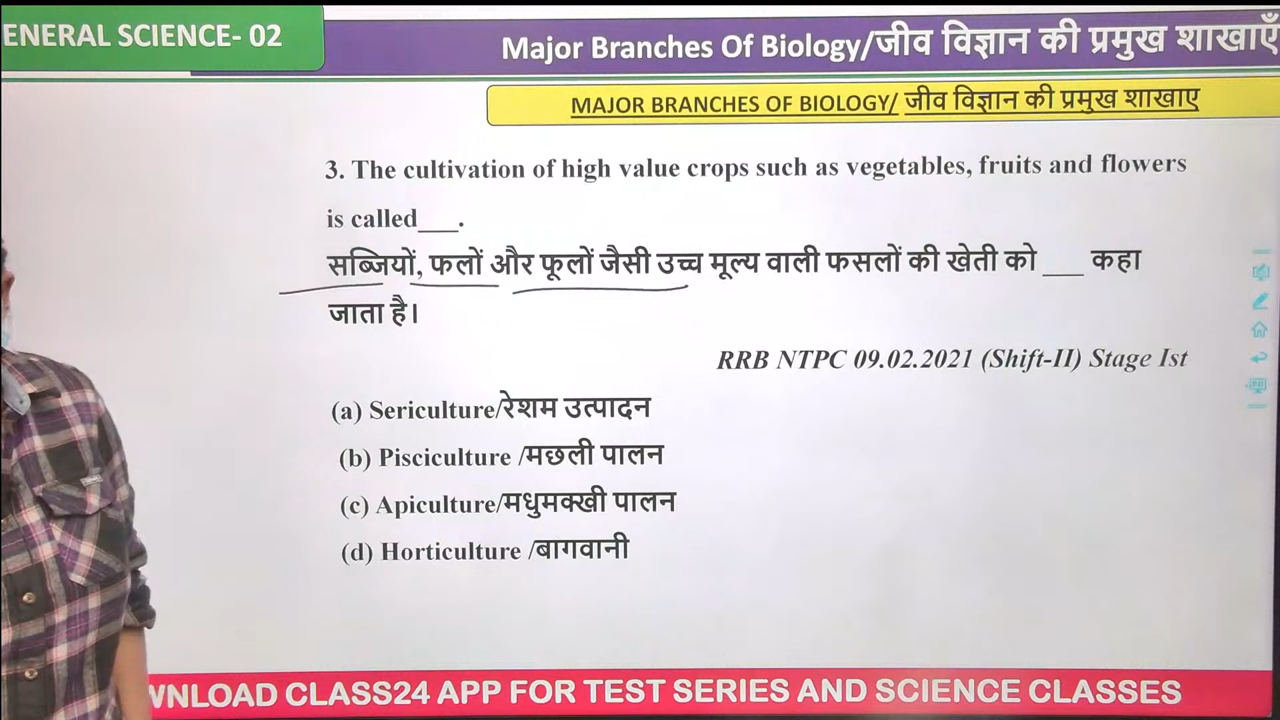 ENERAL SCIENCE- 02
Major Branches Of Biology/जीव विज्ञान की प्रमुख शाखाएँ
MAJOR BRANCHES OF BIOLOGY/ जीव विज्ञान की प्रमुख शाखाए
3. The cultivation of high value crops such as vegetables, fruits and flowers
is called___.
सब्जियों, फलों और फूलों जैसी उच्च मूल्य वाली फसलों की खेती को ___ कहा
जाता है।
RRB NTPC 09.02.2021 (Shift-II) Stage Ist
(a) Sericulture/रेशम उत्पादन
(b) Pisciculture /मछली पालन
(c) Apiculture/मधुमक्खी पालन
(d) Horticulture /बागवानी
WNLOAD CLASS24 APP FOR TEST SERIES AND SCIENCE CLASSES